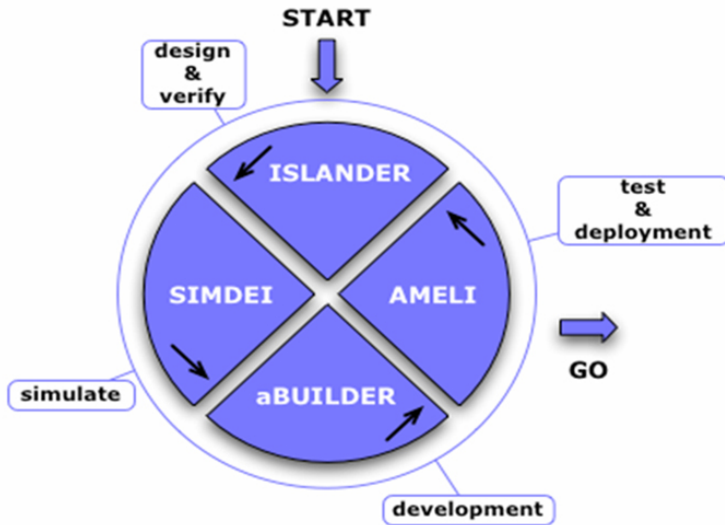 START
design
&
verify
ISLANDER
test
&
deployment
SIMDEI
AMELI
GO
simulate
aBUILDER
development